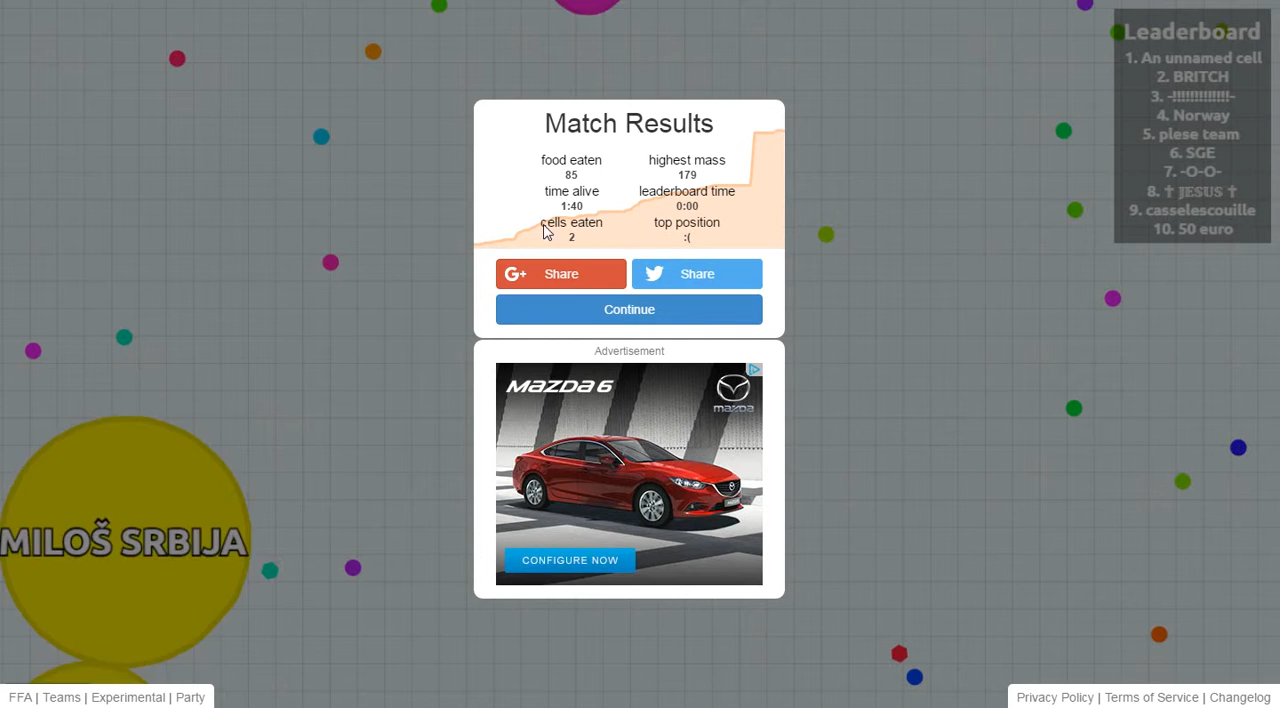 Leaderboard
1. An unnamed cell
2. BRITCH
3. -!!!!!!!!!!!!!-
4. Norway
5. plese team
6. SGE
7. -O-O-
8. ✝ 𝕁𝔼𝕊𝕌𝕊 ✝
9. casselescouille
10. 50 euro
Match Results
food eaten highest mass
85 179
time alive leaderboard time
1:40 0:00
cells eaten top position
2 :(
G+ Share Share
Continue
Advertisement
MAZDA 6
mazda
CONFIGURE NOW
MILOŠ SRBIJA
FFA | Teams | Experimental | Party
Privacy Policy | Terms of Service | Changelog